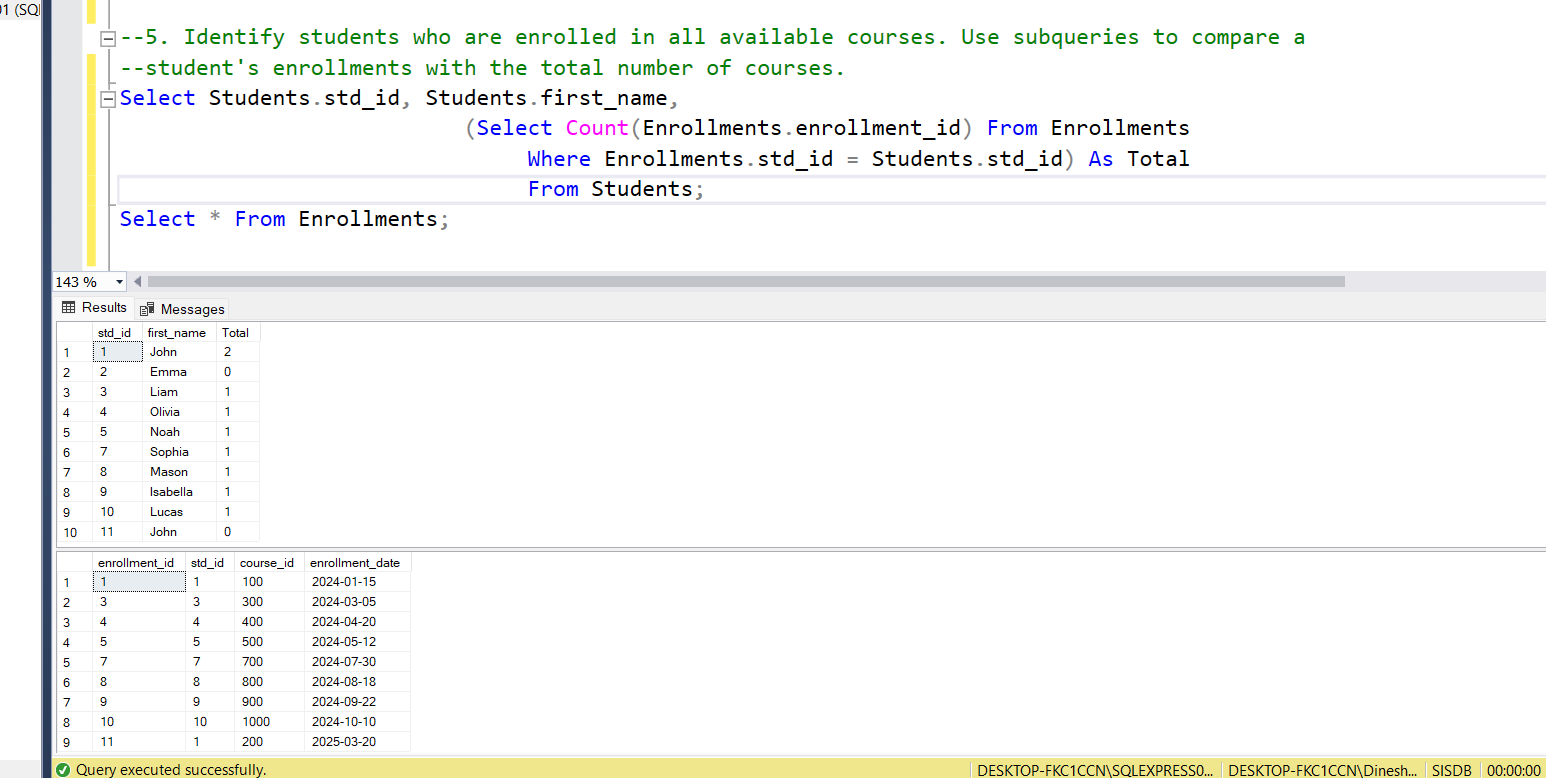 01 (SQL
--5. Identify students who are enrolled in all available courses. Use subqueries to compare a
--student's enrollments with the total number of courses.
Select Students.std_id, Students.first_name,
(Select Count(Enrollments.enrollment_id) From Enrollments
Where Enrollments.std_id = Students.std_id) As Total
From Students;
Select * From Enrollments;
143 %
Results Messages
std_id first_name Total
1 1 John 2
2 2 Emma 0
3 3 Liam 1
4 4 Olivia 1
5 5 Noah 1
6 7 Sophia 1
7 8 Mason 1
8 9 Isabella 1
9 10 Lucas 1
10 11 John 0
enrollment_id std_id course_id enrollment_date
1 1 1 100 2024-01-15
2 3 3 300 2024-03-05
3 4 4 400 2024-04-20
4 5 5 500 2024-05-12
5 7 7 700 2024-07-30
6 8 8 800 2024-08-18
7 9 9 900 2024-09-22
8 10 10 1000 2024-10-10
9 11 1 200 2025-03-20
Query executed successfully. DESKTOP-FKC1CCN\SQLEXPRESS0... DESKTOP-FKC1CCN\Dinesh... SISDB 00:00:00